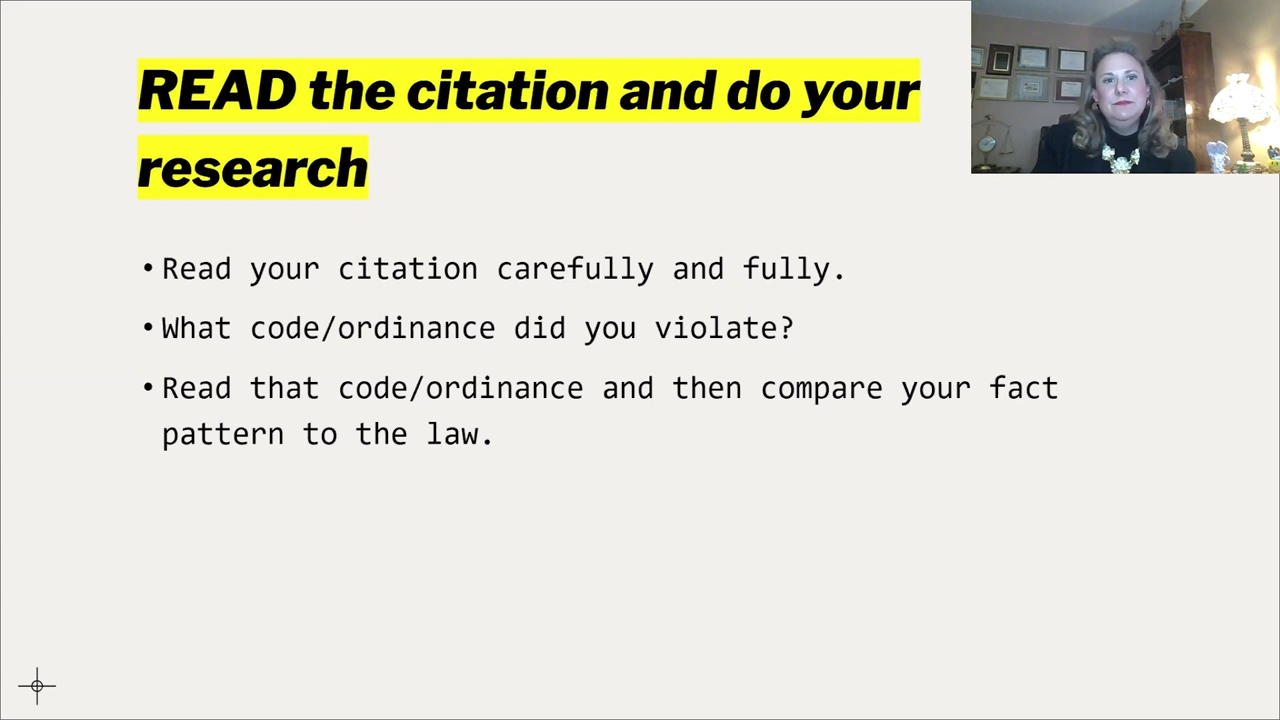 READ the citation and do your
research
• Read your citation carefully and fully.
• What code/ordinance did you violate?
• Read that code/ordinance and then compare your fact
pattern to the law.